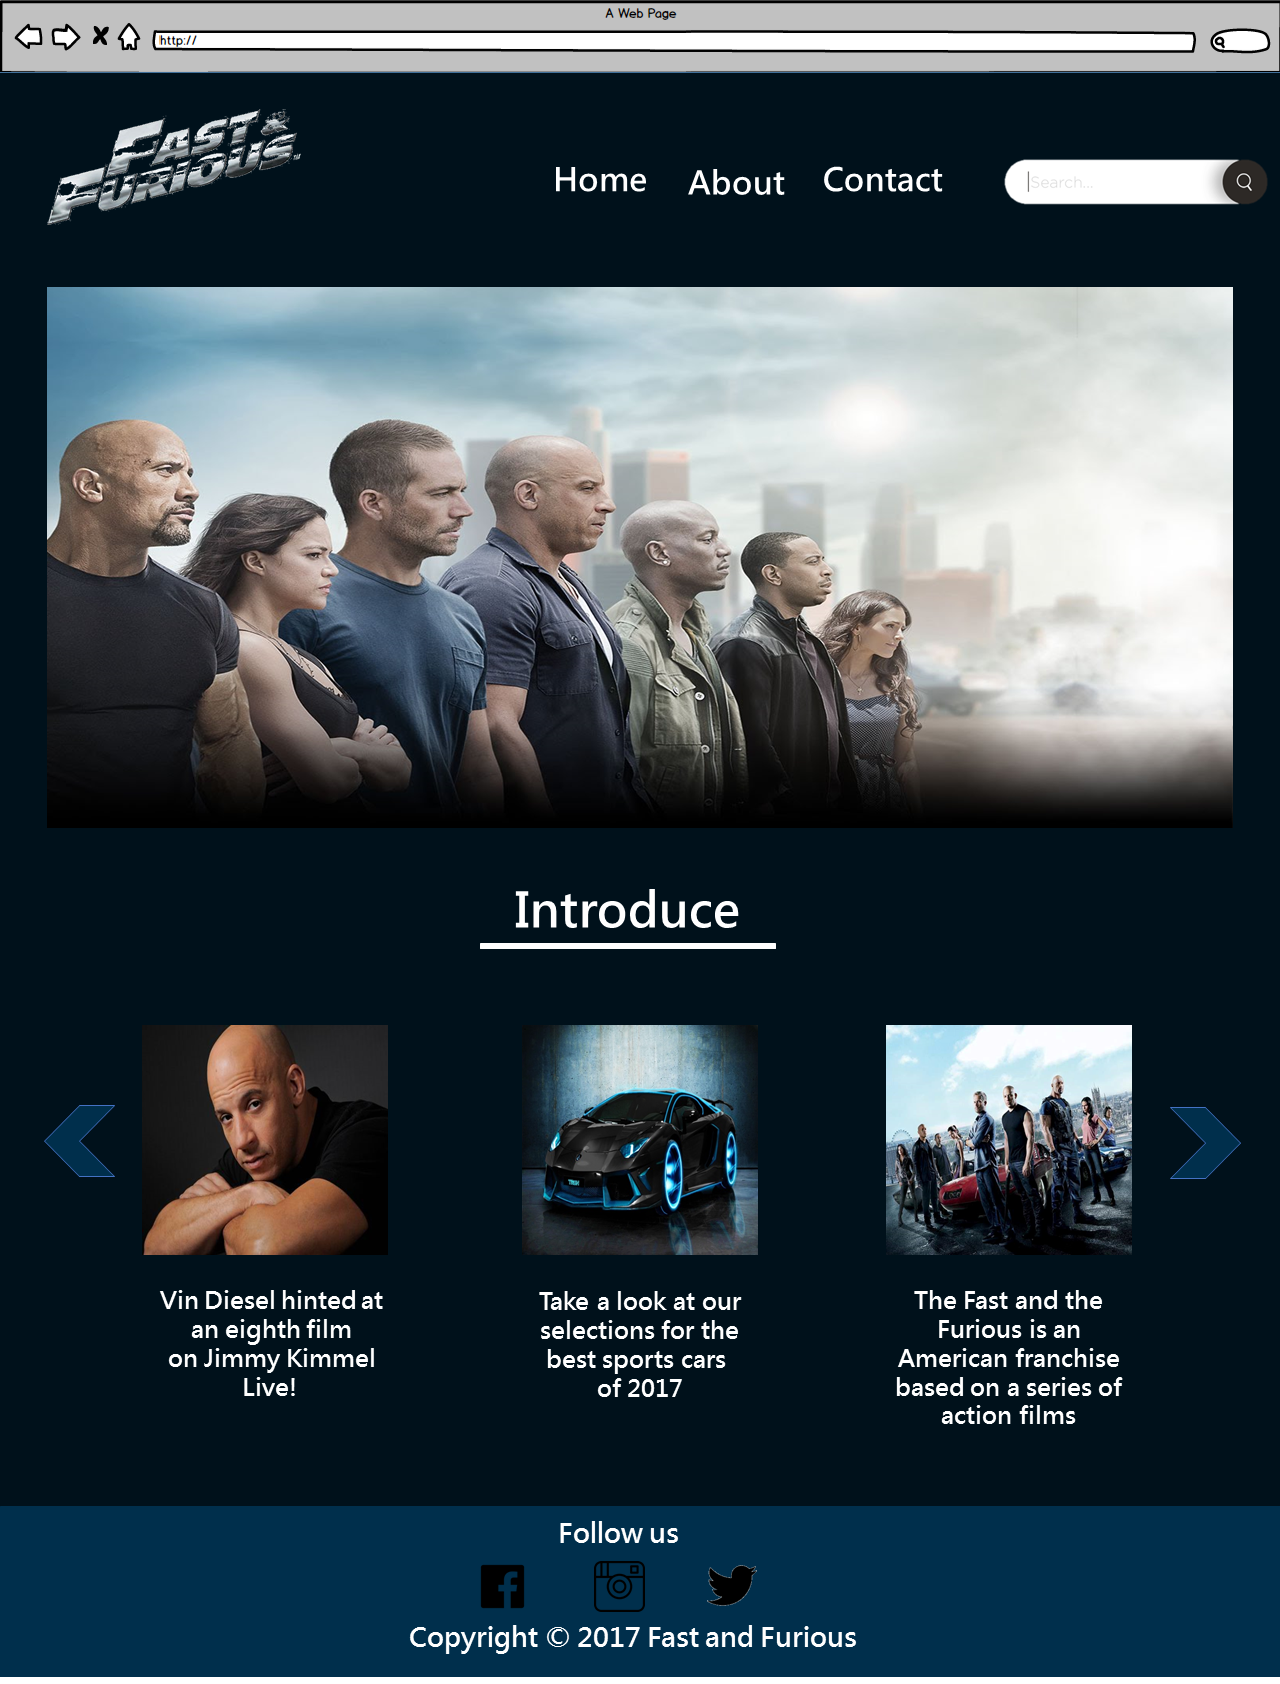 A Web Page
http://
FAST &
FURIOUS
Home About Contact
Search...
Introduce
Vin Diesel hinted at
an eighth film
on Jimmy Kimmel
Live!
Take a look at our
selections for the
best sports cars
of 2017
The Fast and the
Furious is an
American franchise
based on a series of
action films
Follow us
Copyright © 2017 Fast and Furious